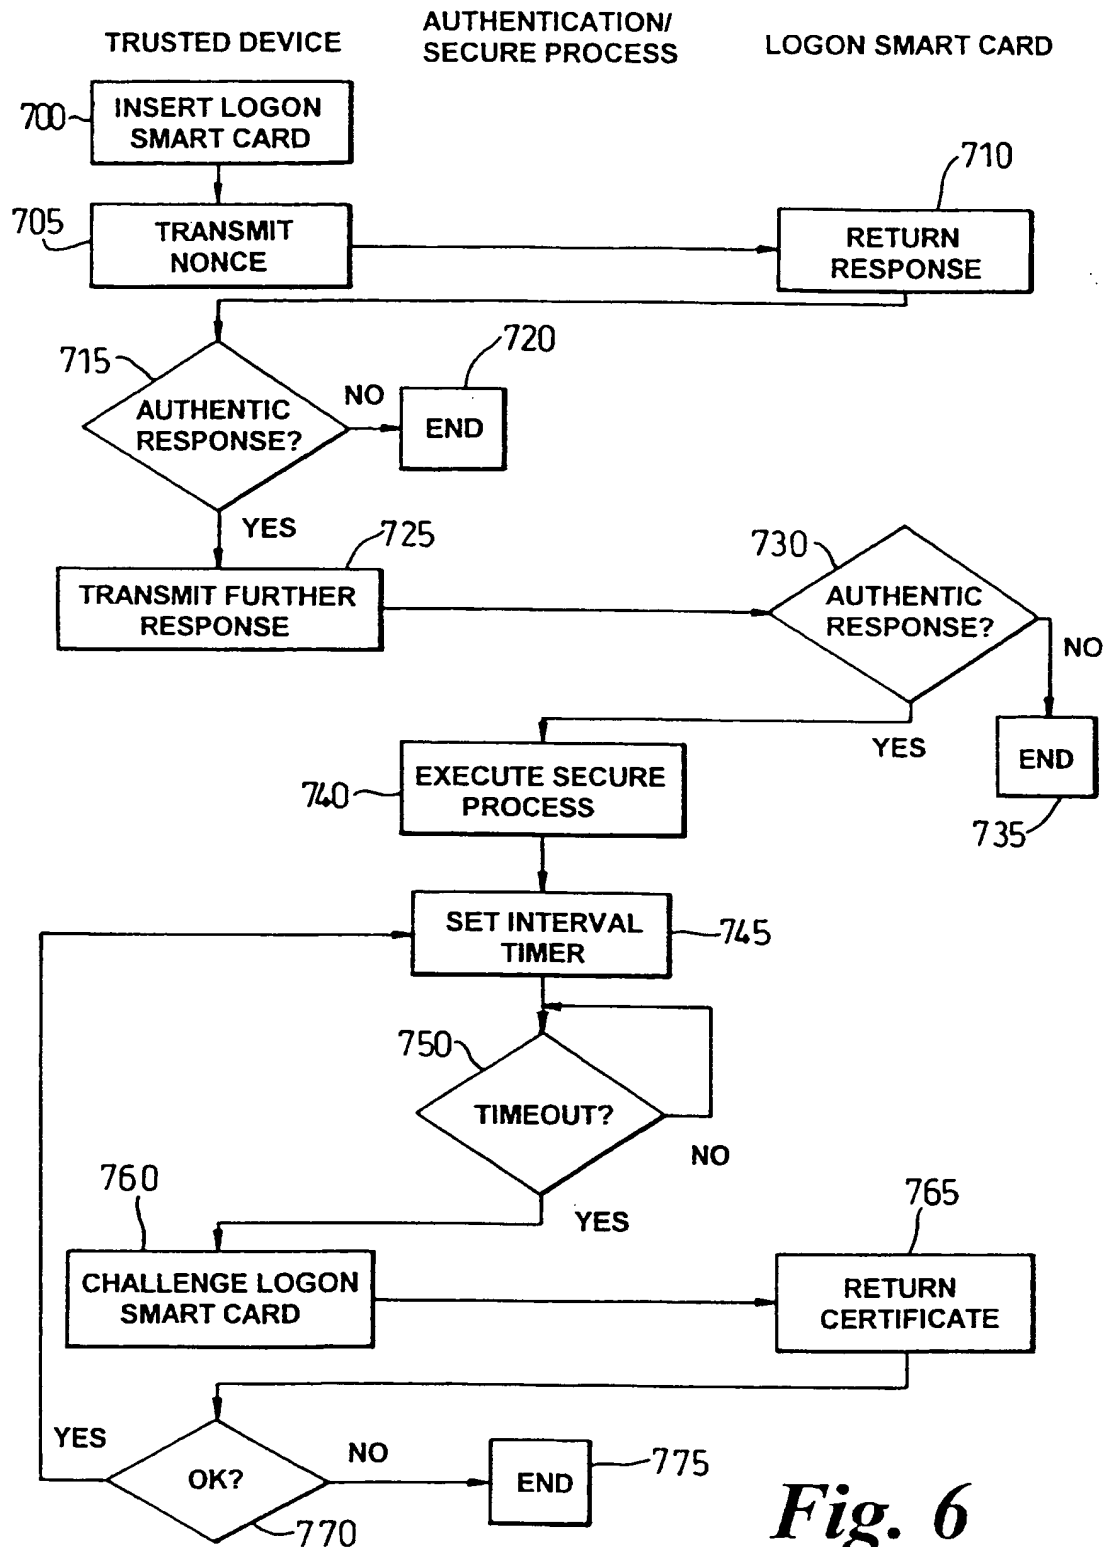 TRUSTED DEVICE
AUTHENTICATION/
SECURE PROCESS
LOGON SMART CARD
700
INSERT LOGON
SMART CARD
710
705
TRANSMIT
NONCE
RETURN
RESPONSE
715
720
AUTHENTIC
RESPONSE?
NO
END
YES
725
730
TRANSMIT FURTHER
RESPONSE
AUTHENTIC
RESPONSE?
NO
YES
END
735
740
EXECUTE SECURE
PROCESS
SET INTERVAL
TIMER
745
750
TIMEOUT?
NO
YES
760
765
CHALLENGE LOGON
SMART CARD
RETURN
CERTIFICATE
YES
OK?
NO
END
775
770
Fig. 6